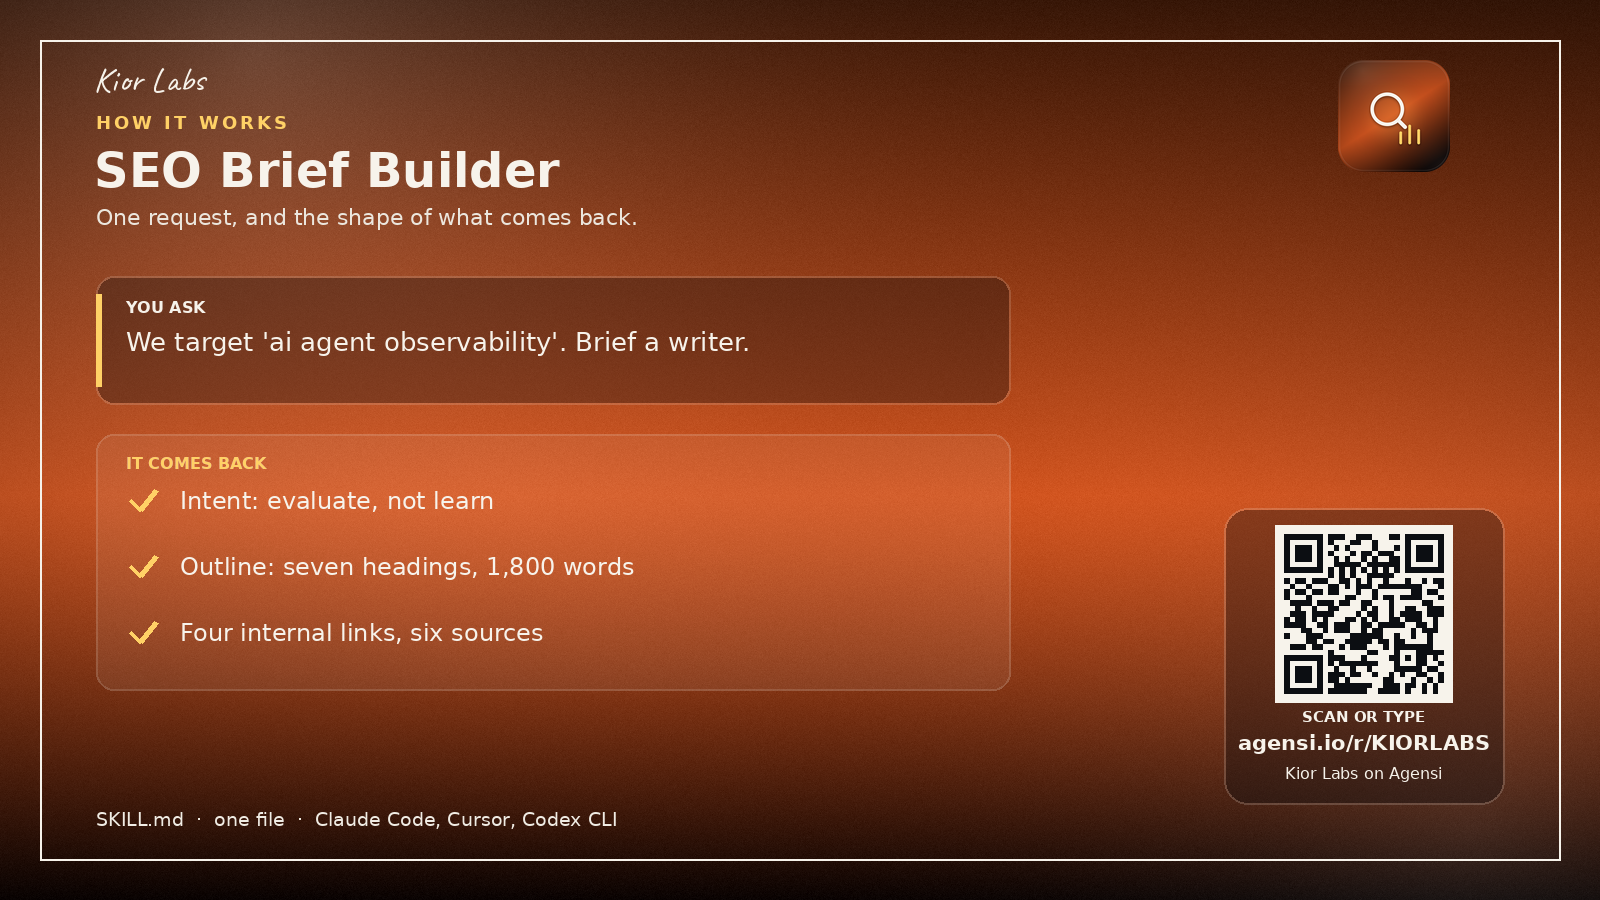 Kior Labs
HOW IT WORKS
SEO Brief Builder
One request, and the shape of what comes back.
YOU ASK
We target 'ai agent observability'. Brief a writer.
IT COMES BACK
Intent: evaluate, not learn
Outline: seven headings, 1,800 words
Four internal links, six sources
SCAN OR TYPE
agensi.io/r/KIORLABS
Kior Labs on Agensi
SKILL.md · one file · Claude Code, Cursor, Codex CLI